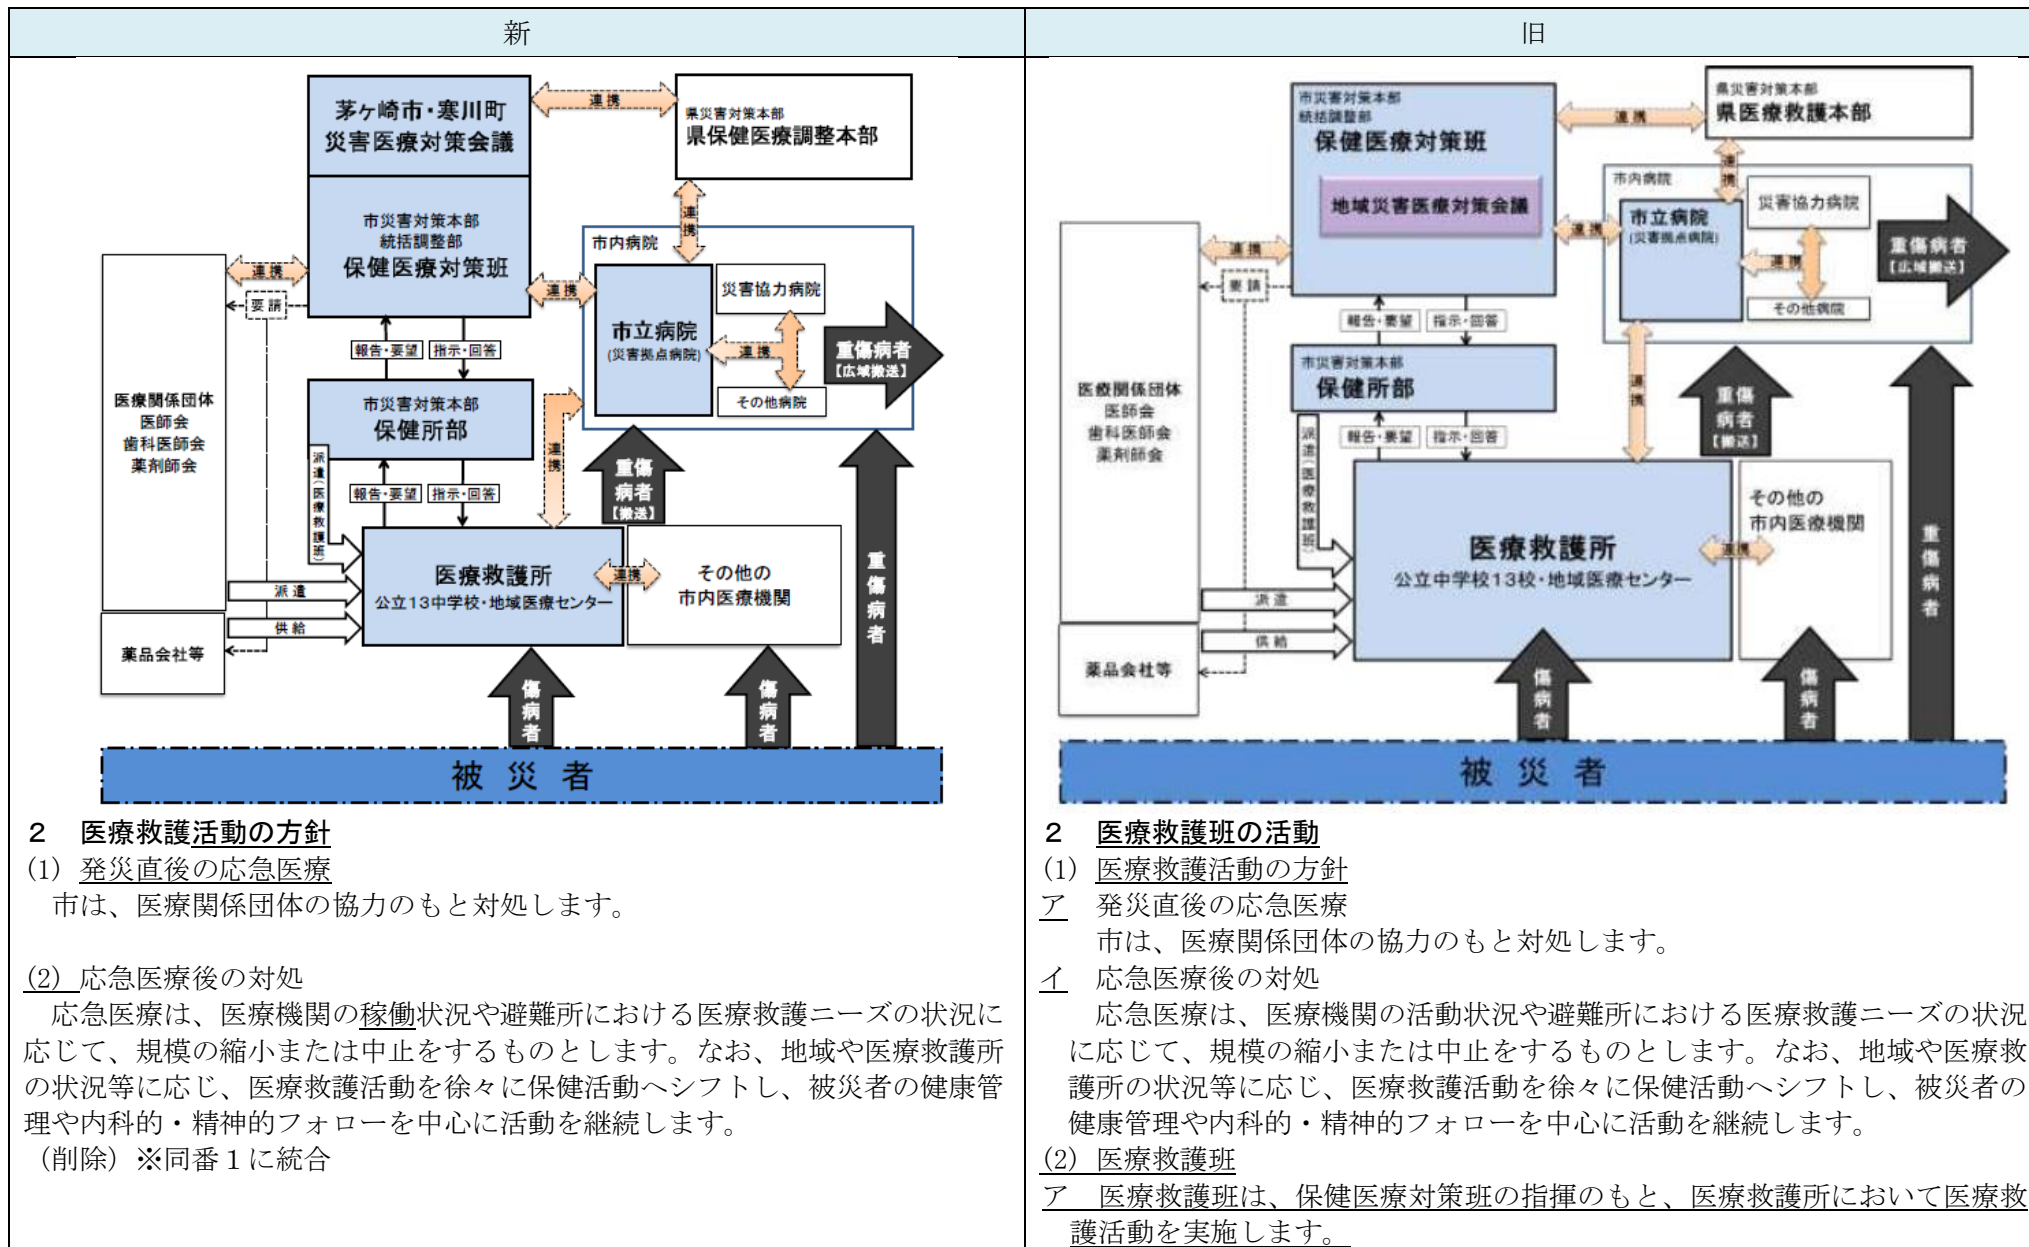 新
茅ヶ崎市・寒川町
災害医療対策会議
連携
県災害対策本部
県保健医療調整本部
市災害対策本部
統括調整部
保健医療対策班
連携
要請
連携
連携
市内病院
災害協力病院
市立病院
(災害拠点病院)
連携
その他病院
重傷病者
【広域搬送】
報告・要望
指示・回答
医療関係団体
医師会
歯科医師会
薬剤師会
市災害対策本部
保健所部
連携
重傷
病者
【搬送】
派遣(医療救護班)
報告・要望
指示・回答
医療救護所
公立13中学校・地域医療センター
連携
その他の
市内医療機関
重傷病者
派遣
供給
薬品会社等
傷病者
傷病者
被災者
2 医療救護活動の方針
(1) 発災直後の応急医療
市は、医療関係団体の協力のもと対処します。
(2) 応急医療後の対処
応急医療は、医療機関の稼働状況や避難所における医療救護ニーズの状況に
応じて、規模の縮小または中止をするものとします。なお、地域や医療救護所
の状況等に応じ、医療救護活動を徐々に保健活動へシフトし、被災者の健康管
理や内科的・精神的フォローを中心に活動を継続します。
(削除)※同番1に統合
旧
市災害対策本部
統括調整部
保健医療対策班
地域災害医療対策会議
連携
県災害対策本部
県医療救護本部
連携
市内病院
災害協力病院
市立病院
(災害拠点病院)
連携
連携
その他病院
重傷病者
【広域搬送】
連携
要請
報告・要望
指示・回答
市災害対策本部
保健所部
連携
重傷
病者
【搬送】
医療関係団体
医師会
歯科医師会
薬剤師会
派遣(医療救護班)
報告・要望
指示・回答
医療救護所
公立中学校13校・地域医療センター
連携
その他の
市内医療機関
重傷病者
派遣
供給
薬品会社等
傷病者
傷病者
被災者
2 医療救護班の活動
(1) 医療救護活動の方針
ア 発災直後の応急医療
市は、医療関係団体の協力のもと対処します。
イ 応急医療後の対処
応急医療は、医療機関の活動状況や避難所における医療救護ニーズの状況
に応じて、規模の縮小または中止をするものとします。なお、地域や医療救
護所の状況等に応じ、医療救護活動を徐々に保健活動へシフトし、被災者の
健康管理や内科的・精神的フォローを中心に活動を継続します。
(2) 医療救護班
ア 医療救護班は、保健医療対策班の指揮のもと、医療救護所において医療救
護活動を実施します。